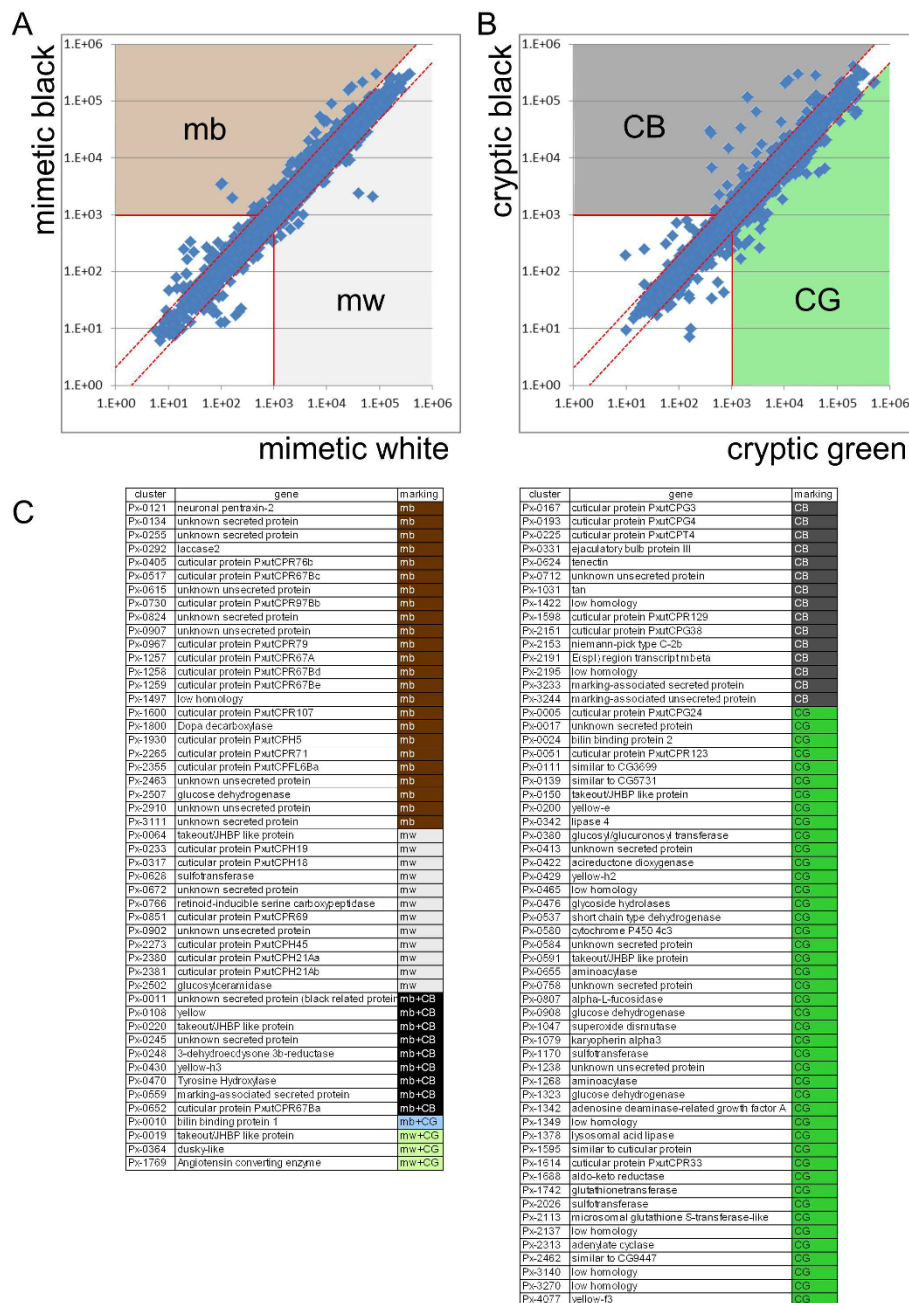 A
B
mimetic black
1.E+06
1.E+05
1.E+04
1.E+03
1.E+02
1.E+01
1.E+00
mb
mw
1.E+00 1.E+01 1.E+02 1.E+03 1.E+04 1.E+05 1.E+06
mimetic white
cryptic black
1.E+06
1.E+05
1.E+04
1.E+03
1.E+02
1.E+01
1.E+00
CB
CG
1.E+00 1.E+01 1.E+02 1.E+03 1.E+04 1.E+05 1.E+06
cryptic green
C
cluster gene marking
Px-0121 neuronal pentraxin-2 mb
Px-0134 unknown secreted protein mb
Px-0255 unknown secreted protein mb
Px-0292 laccase2 mb
Px-0405 cuticular protein PxutCPR76b mb
Px-0517 cuticular protein PxutCPR67Bc mb
Px-0615 unknown unsecreted protein mb
Px-0730 cuticular protein PxutCPR97Bb mb
Px-0824 unknown secreted protein mb
Px-0907 unknown unsecreted protein mb
Px-0967 cuticular protein PxutCPR79 mb
Px-1257 cuticular protein PxutCPR67A mb
Px-1258 cuticular protein PxutCPR67Bd mb
Px-1259 cuticular protein PxutCPR67Be mb
Px-1497 low homology mb
Px-1600 cuticular protein PxutCPR107 mb
Px-1800 Dopa decarboxylase mb
Px-1930 cuticular protein PxutCPH5 mb
Px-2265 cuticular protein PxutCPR71 mb
Px-2355 cuticular protein PxutCPFL6Ba mb
Px-2463 unknown unsecreted protein mb
Px-2507 glucose dehydrogenase mb
Px-2910 unknown unsecreted protein mb
Px-3111 unknown secreted protein mb
Px-0064 takeout/JHBP like protein mw
Px-0233 cuticular protein PxutCPH19 mw
Px-0317 cuticular protein PxutCPH18 mw
Px-0628 sulfotransferase mw
Px-0672 unknown secreted protein mw
Px-0766 retinoid-inducible serine carboxypeptidase mw
Px-0851 cuticular protein PxutCPR69 mw
Px-0902 unknown unsecreted protein mw
Px-2273 cuticular protein PxutCPH45 mw
Px-2380 cuticular protein PxutCPH21Aa mw
Px-2381 cuticular protein PxutCPH21Ab mw
Px-2502 glucosylceramidase mw
Px-0011 unknown secreted protein (black related protein mb+CB
Px-0108 yellow mb+CB
Px-0220 takeout/JHBP like protein mb+CB
Px-0245 unknown secreted protein mb+CB
Px-0248 3-dehydroecdysone 3b-reductase mb+CB
Px-0430 yellow-h3 mb+CB
Px-0470 Tyrosine Hydroxylase mb+CB
Px-0559 marking-associated secreted protein mb+CB
Px-0652 cuticular protein PxutCPR67Ba mb+CB
Px-0010 bilin binding protein 1 mb+CG
Px-0019 takeout/JHBP like protein mw+CG
Px-0364 dusky-like mw+CG
Px-1769 Angiotensin converting enzyme mw+CG
cluster gene marking
Px-0167 cuticular protein PxutCPG3 CB
Px-0193 cuticular protein PxutCPG4 CB
Px-0225 cuticular protein PxutCPT4 CB
Px-0331 ejaculatory bulb protein III CB
Px-0624 tenectin CB
Px-0712 unknown unsecreted protein CB
Px-1031 tan CB
Px-1422 low homology CB
Px-1598 cuticular protein PxutCPR129 CB
Px-2151 cuticular protein PxutCPG38 CB
Px-2153 niemann-pick type C-2b CB
Px-2191 E(spl) region transcript mbeta CB
Px-2195 low homology CB
Px-3233 marking-associated secreted protein CB
Px-3244 marking-associated unsecreted protein CB
Px-0005 cuticular protein PxutCPG24 CG
Px-0017 unknown secreted protein CG
Px-0024 bilin binding protein 2 CG
Px-0051 cuticular protein PxutCPR123 CG
Px-0111 similar to CG3699 CG
Px-0139 similar to CG5731 CG
Px-0150 takeout/JHBP like protein CG
Px-0200 yellow-e CG
Px-0342 lipase 4 CG
Px-0380 glucosyl/glucuronosyl transferase CG
Px-0413 unknown secreted protein CG
Px-0422 acireductone dioxygenase CG
Px-0429 yellow-h2 CG
Px-0465 low homology CG
Px-0476 glycoside hydrolases CG
Px-0537 short chain type dehydrogenase CG
Px-0580 cytochrome P450 4c3 CG
Px-0584 unknown secreted protein CG
Px-0591 takeout/JHBP like protein CG
Px-0655 aminoacylase CG
Px-0758 unknown unsecreted protein CG
Px-0807 alpha-L-fucosidase CG
Px-0908 glucose dehydrogenase CG
Px-1047 superoxide dismutase CG
Px-1079 karyopherin alpha3 CG
Px-1170 sulfotransferase CG
Px-1238 unknown unsecreted protein CG
Px-1268 aminoacylase CG
Px-1323 glucose dehydrogenase CG
Px-1342 adenosine deaminase-related growth factor A CG
Px-1349 low homology CG
Px-1378 lysosomal acid lipase CG
Px-1595 similar to cuticular protein CG
Px-1614 cuticular protein PxutCPR33 CG
Px-1688 aldo-keto reductase CG
Px-1742 glutathionetransferase CG
Px-2026 sulfotransferase CG
Px-2113 microsomal glutathione S-transferase-like CG
Px-2137 low homology CG
Px-2313 adenylate cyclase CG
Px-2462 similar to CG9447 CG
Px-3140 low homology CG
Px-3270 low homology CG
Px-4077 yellow-f3 CG